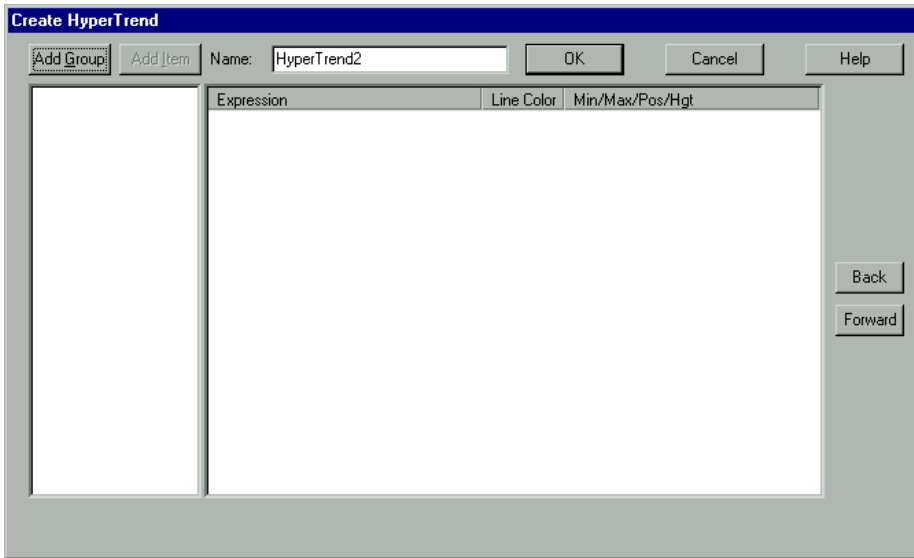 Create HyperTrend
Add Group Add Item Name: HyperTrend2 OK Cancel Help
Expression Line Color Min/Max/Pos/Hgt
Back
Forward